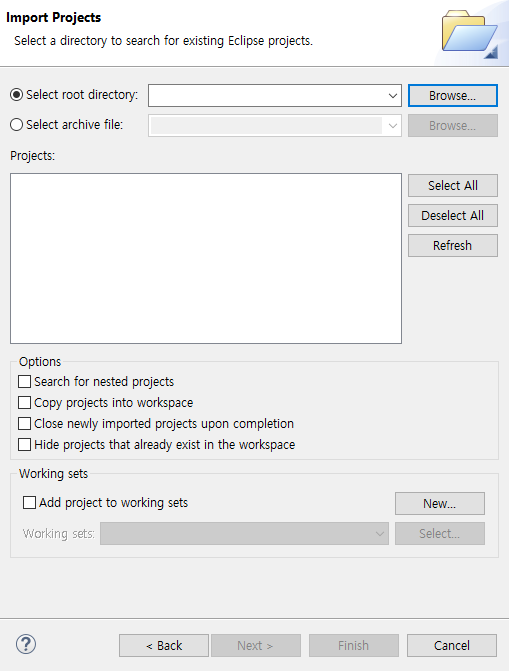 Import Projects
Select a directory to search for existing Eclipse projects.
Select root directory: Browse...
Select archive file: Browse...
Projects:
Select All
Deselect All
Refresh
Options
Search for nested projects
Copy projects into workspace
Close newly imported projects upon completion
Hide projects that already exist in the workspace
Working sets
Add project to working sets New...
Working sets: Select...
? < Back Next > Finish Cancel